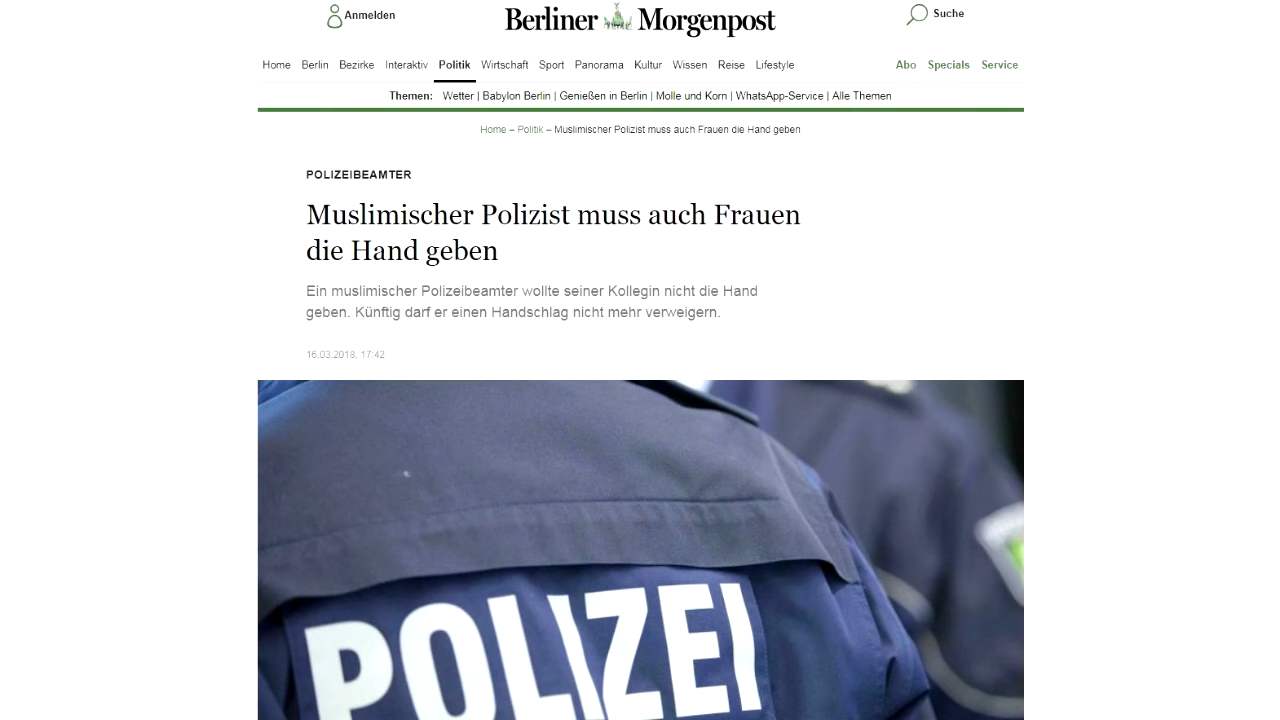 Anmelden
Berliner Morgenpost
Suche
Home Berlin Bezirke Interaktiv Politik Wirtschaft Sport Panorama Kultur Wissen Reise Lifestyle Abo Specials Service
Themen: Wetter | Babylon Berlin | Genießen in Berlin | Molle und Korn | WhatsApp-Service | Alle Themen
Home – Politik – Muslimischer Polizist muss auch Frauen die Hand geben
POLIZEIBEAMTER
Muslimischer Polizist muss auch Frauen
die Hand geben
Ein muslimischer Polizeibeamter wollte seiner Kollegin nicht die Hand
geben. Künftig darf er einen Handschlag nicht mehr verweigern.
16.03.2018, 17:42
POLIZEI